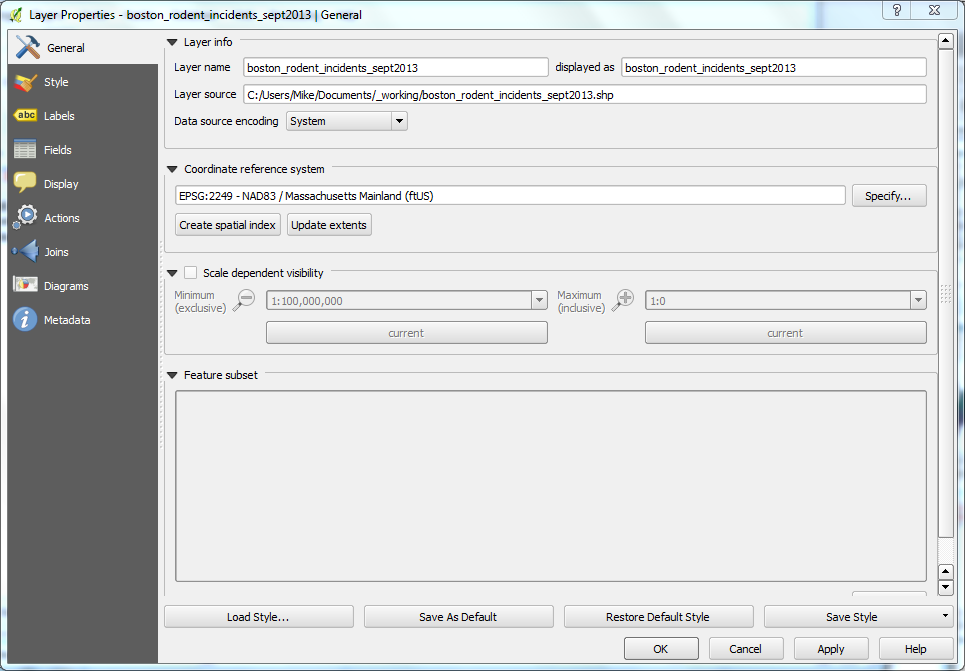 Layer Properties - boston_rodent_incidents_sept2013 | General
?
General
Style
abc Labels
Fields
Display
Actions
Joins
Diagrams
i Metadata
Layer info
Layer name boston_rodent_incidents_sept2013 displayed as boston_rodent_incidents_sept2013
Layer source C:/Users/Mike/Documents/_working/boston_rodent_incidents_sept2013.shp
Data source encoding System
Coordinate reference system
EPSG:2249 - NAD83 / Massachusetts Mainland (ftUS) Specify...
Create spatial index Update extents
Scale dependent visibility
Minimum (exclusive) 1:100,000,000 Maximum (inclusive) 1:0
current current
Feature subset
Load Style... Save As Default Restore Default Style Save Style
OK Cancel Apply Help